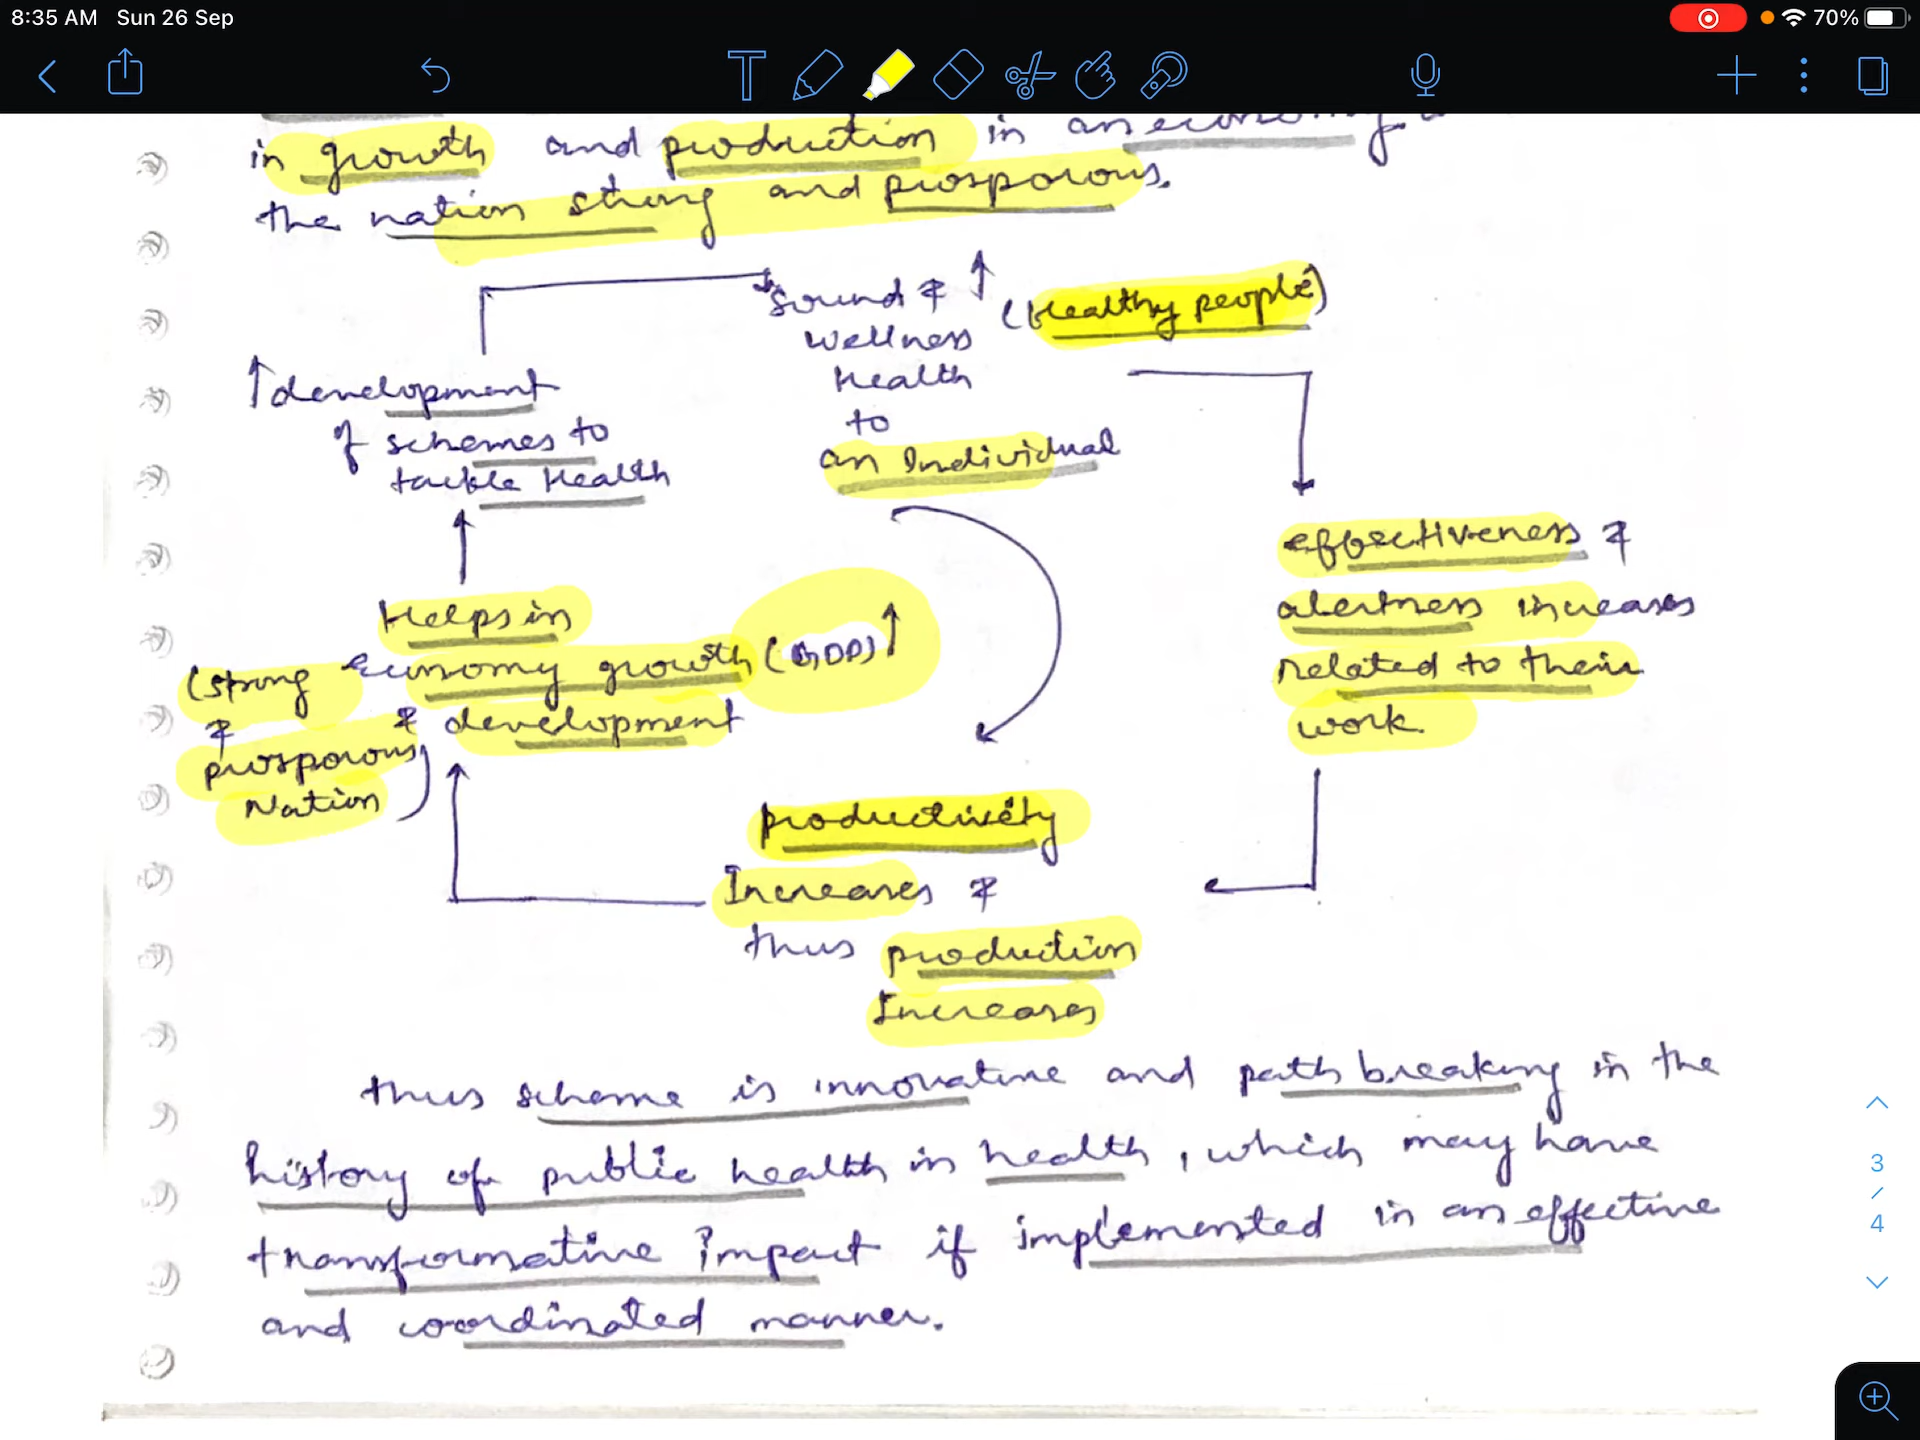 8:35 AM Sun 26 Sep
70%
in growth and production in an economy
the nation strong and prosporous.
Sound & ↑ (Healthy people)
wellness
Health
to
an Individual
↑ development
of schemes to
tackle Health
effectiveness &
alertness increases
related to their
work
Helps in
economy growth (GDP) ↑
& development
(strong
&
prosporous
Nation)
productivity
Increases &
thus production
Increases
thus scheme is innovative and path breaking in the
history of public health in health, which may have
transformative impact if implemented in an effective
and coordinated manner.
3
/
4